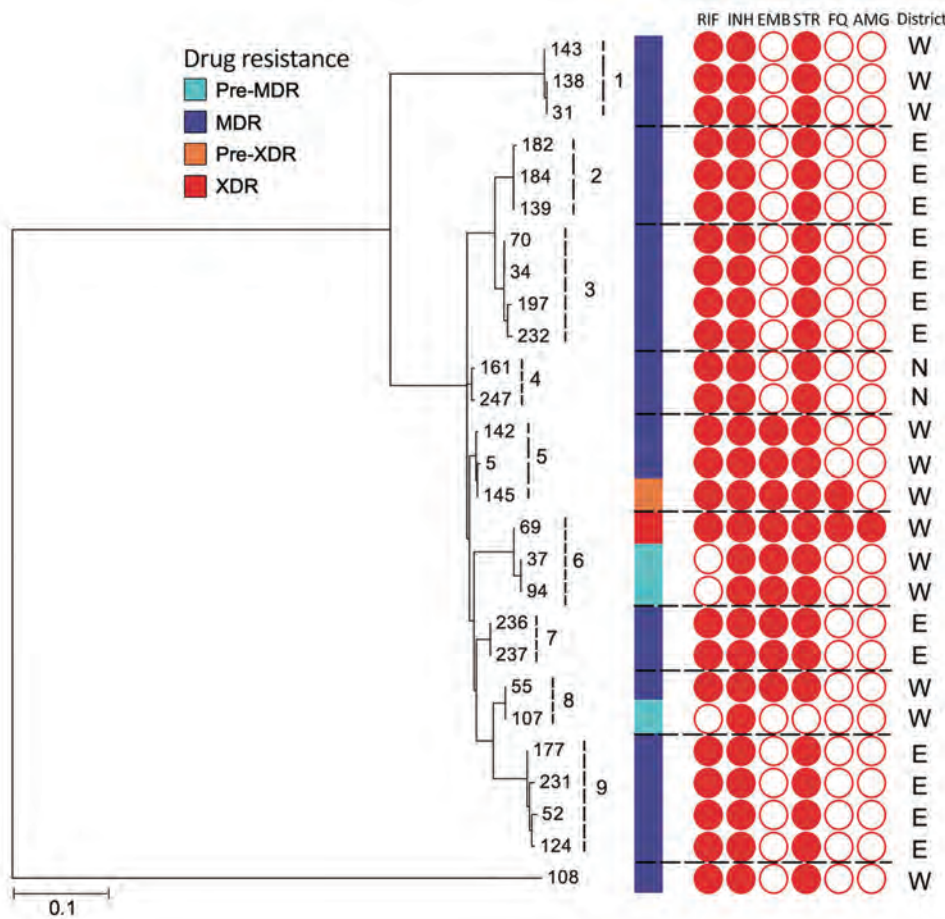 RIF INH EMB STR FQ AMG District
Drug resistance
Pre-MDR
MDR
Pre-XDR
XDR
143 W
138 1 W
31 W
182 E
184 2 E
139 E
70 E
34 E
3
197 E
232 E
161 N
4
247 N
142 W
5 5 W
145 W
69 W
37 6 W
94 W
236 E
7
237 E
55 W
8
107 W
177 E
231 E
9
52 E
124 E
108 W
0.1